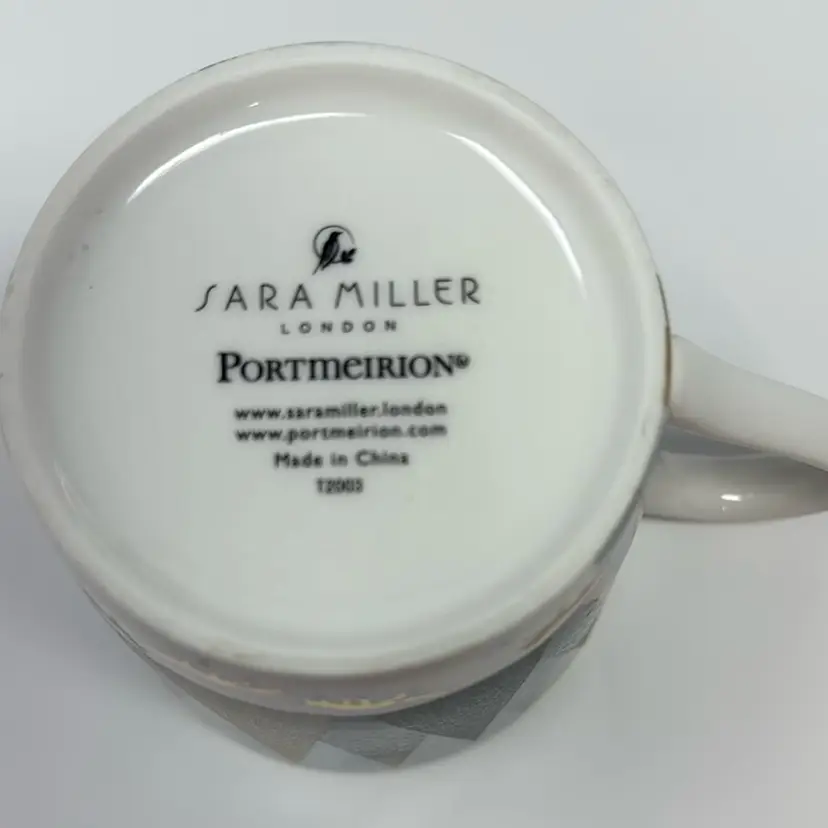 SARA MILLER
LONDON
PORTMEIRION®
www.saramiller.london
www.portmeirion.com
Made in China
T2003